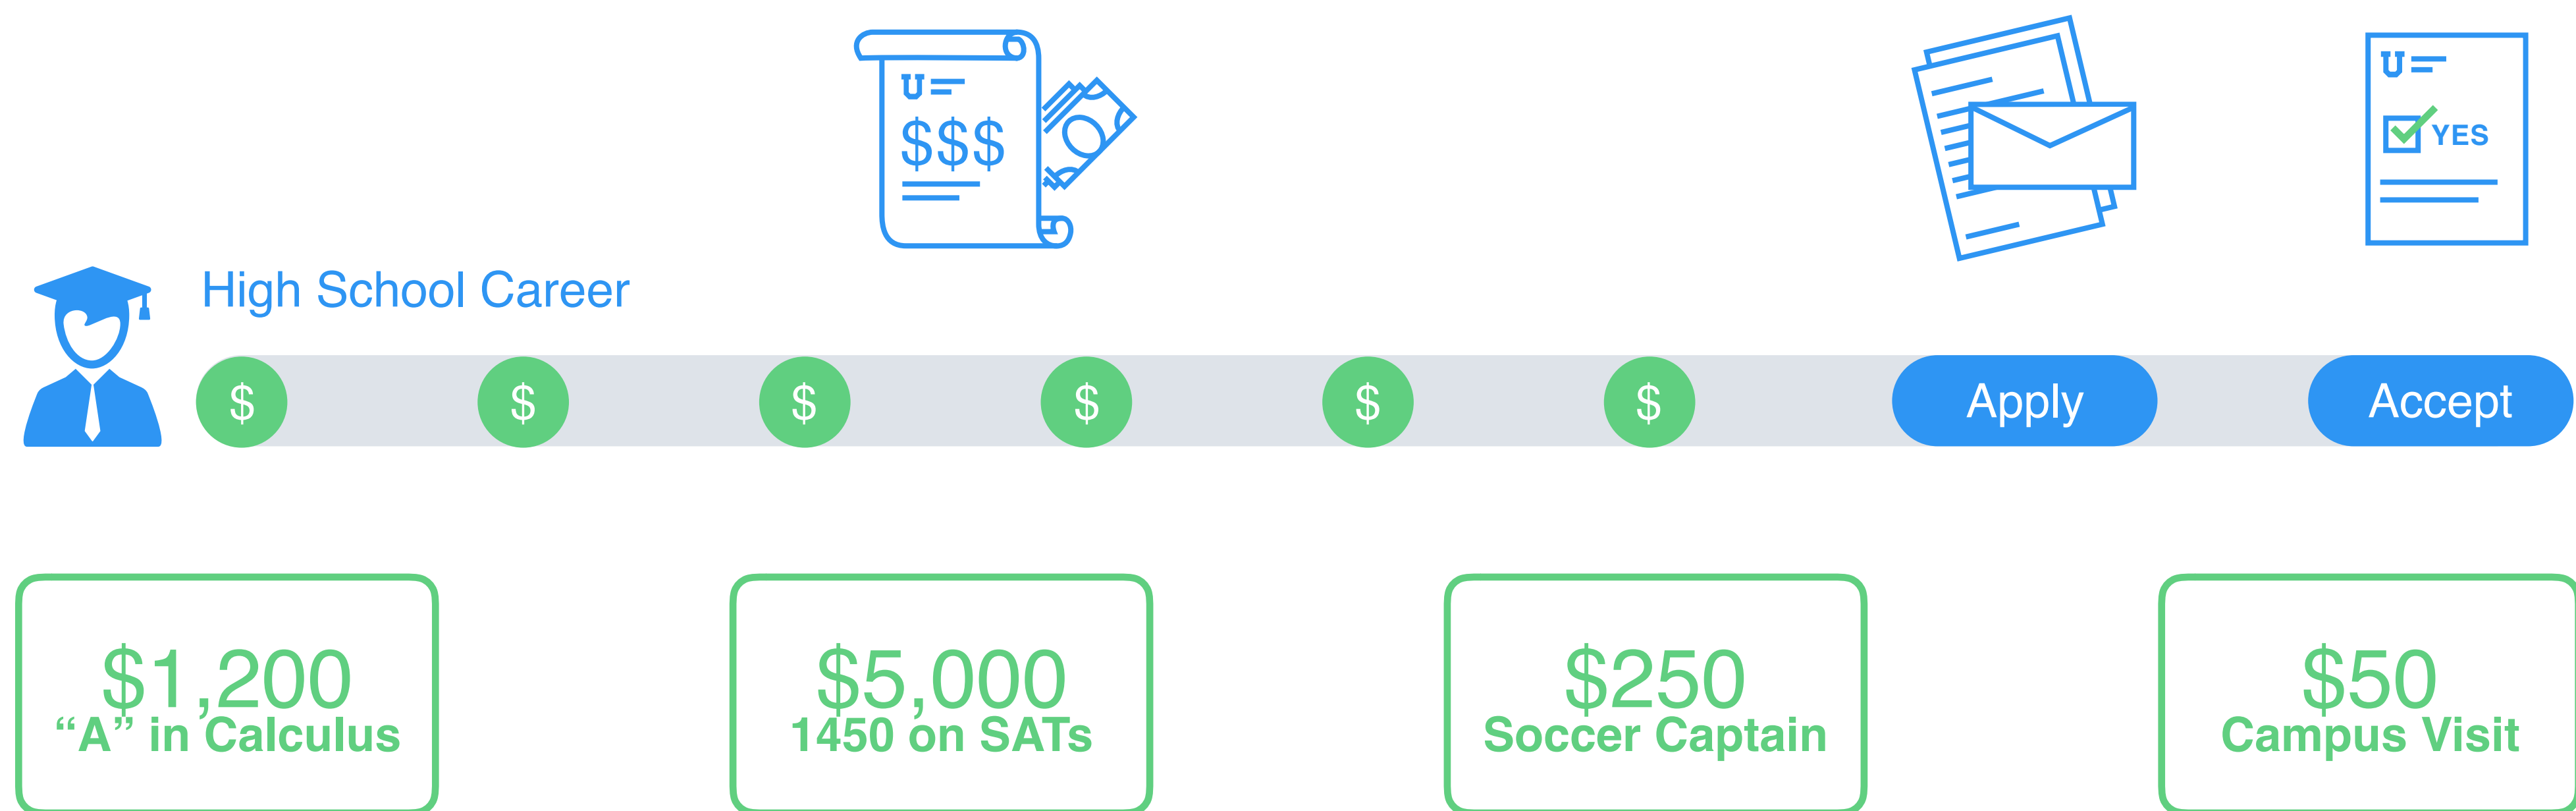 U
$$$
U
YES
High School Career
$ $ $ $ $ $ Apply Accept
$1,200
“A” in Calculus
$5,000
1450 on SATs
$250
Soccer Captain
$50
Campus Visit